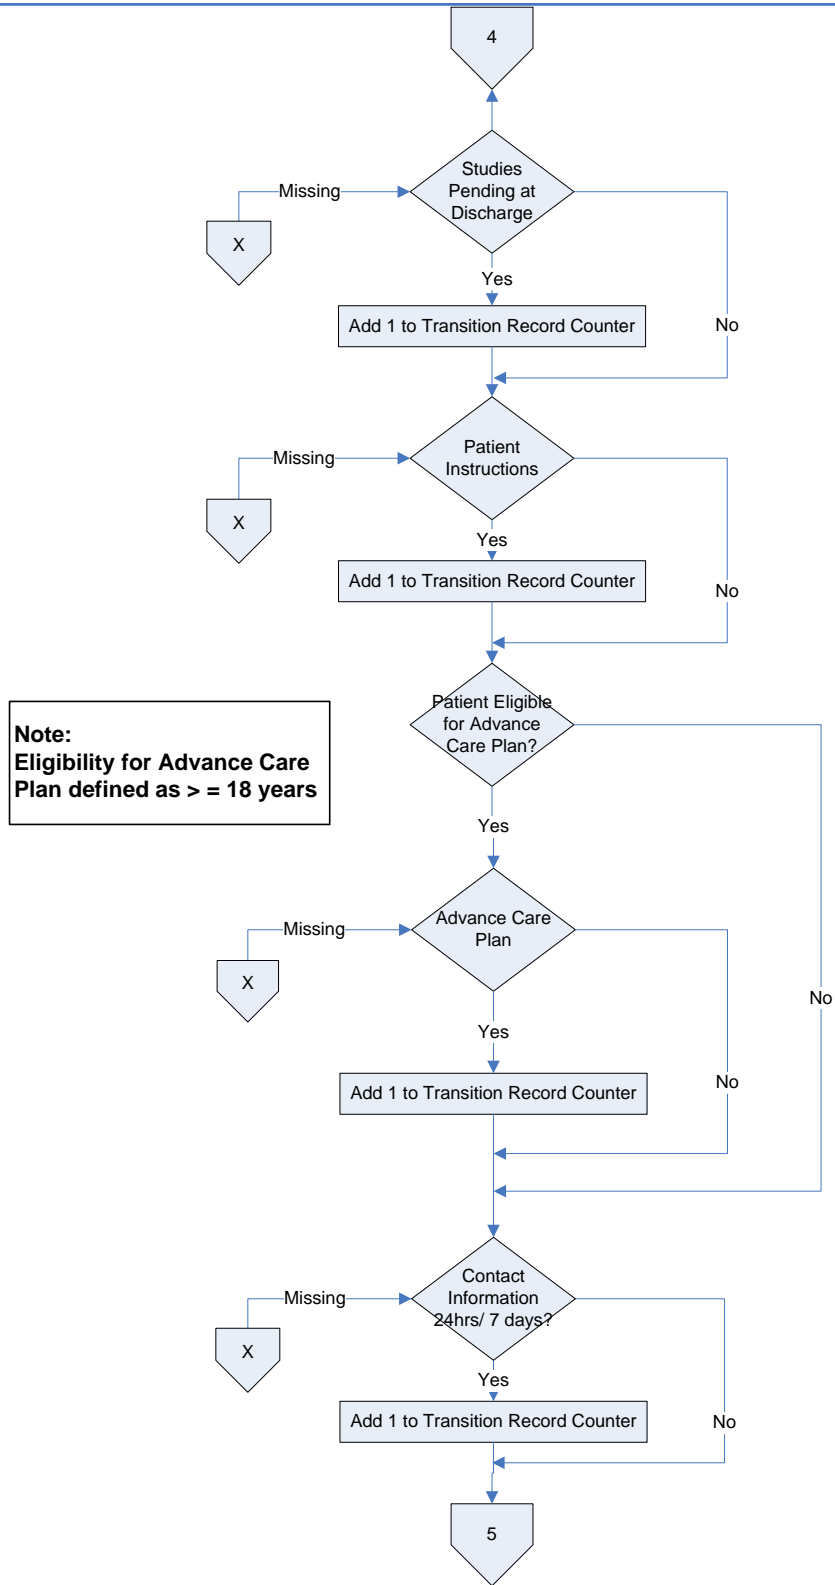 4
Studies
Pending at
Discharge
Missing
X
Yes
Add 1 to Transition Record Counter
No
Patient
Instructions
Missing
X
Yes
Add 1 to Transition Record Counter
No
Patient Eligible
for Advance
Care Plan?
Note:
Eligibility for Advance Care
Plan defined as > = 18 years
Yes
Advance Care
Plan
Missing
X
No
Yes
Add 1 to Transition Record Counter
No
Contact
Information
24hrs/ 7 days?
Missing
X
Yes
Add 1 to Transition Record Counter
No
5